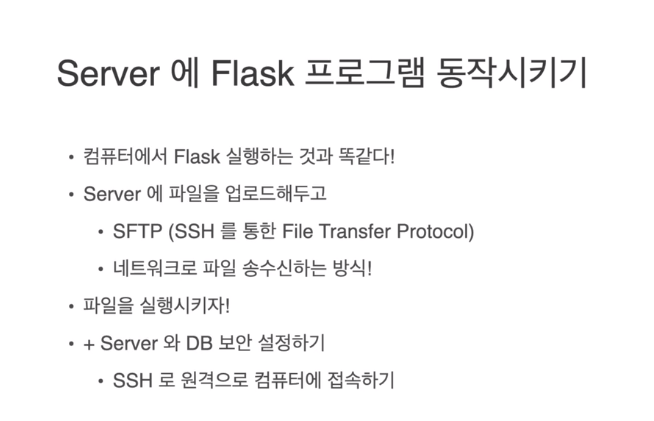 Server 에 Flask 프로그램 동작시키기
• 컴퓨터에서 Flask 실행하는 것과 똑같다!
• Server 에 파일을 업로드해두고
• SFTP (SSH 를 통한 File Transfer Protocol)
• 네트워크로 파일 송수신하는 방식!
• 파일을 실행시키자!
• + Server 와 DB 보안 설정하기
• SSH 로 원격으로 컴퓨터에 접속하기